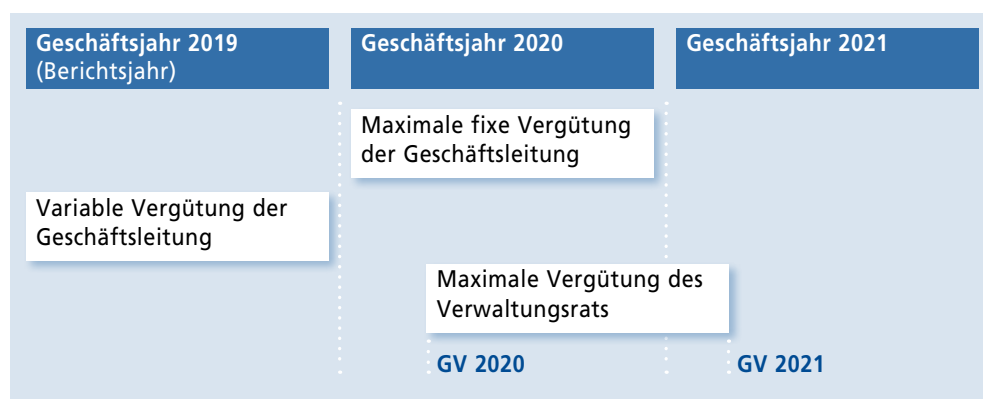 Geschäftsjahr 2019
(Berichtsjahr)
Geschäftsjahr 2020
Geschäftsjahr 2021
Maximale fixe Vergütung
der Geschäftsleitung
Variable Vergütung der
Geschäftsleitung
Maximale Vergütung des
Verwaltungsrats
GV 2020
GV 2021